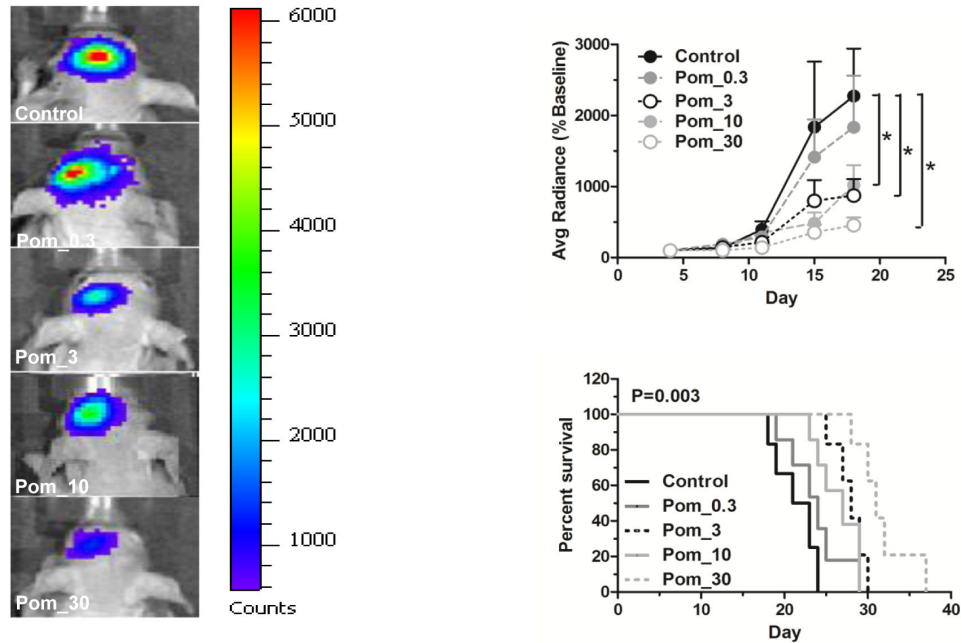 Control
Pom_0.3
Pom_3
Pom_10
Pom_30
6000
5000
4000
3000
2000
1000
Counts
Avg Radiance (% Baseline)
3000
2000
1000
0
0 5 10 15 20 25
Day
Control
Pom_0.3
Pom_3
Pom_10
Pom_30
* * *
Percent survival
120
100
80
60
40
20
0
0 10 20 30 40
Day
P=0.003
Control
Pom_0.3
Pom_3
Pom_10
Pom_30